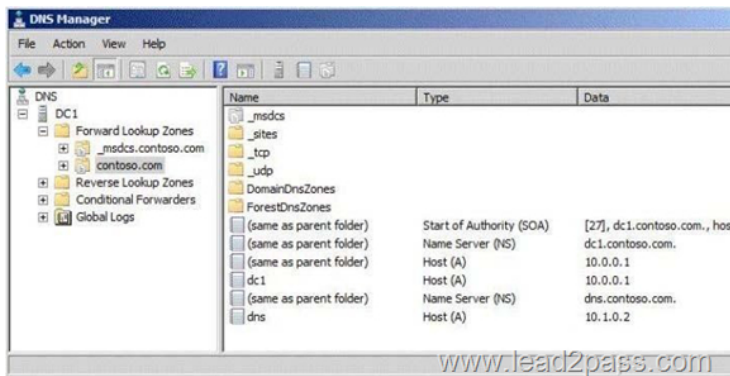 DNS Manager
File Action View Help
DNS
DC1
Forward Lookup Zones
_msdcs.contoso.com
contoso.com
Reverse Lookup Zones
Conditional Forwarders
Global Logs
Name Type Data
_msdcs
_sites
_tcp
_udp
DomainDnsZones
ForestDnsZones
(same as parent folder) Start of Authority (SOA) [27], dc1.contoso.com., hos
(same as parent folder) Name Server (NS) dc1.contoso.com.
(same as parent folder) Host (A) 10.0.0.1
dc1 Host (A) 10.0.0.1
(same as parent folder) Name Server (NS) dns.contoso.com.
dns Host (A) 10.1.0.2
www.lead2pass.com